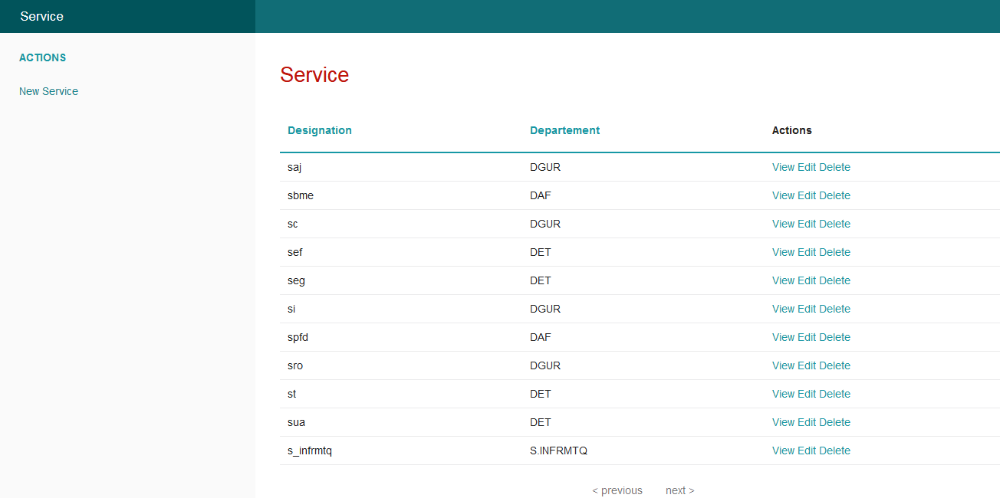 Service
ACTIONS
New Service
Service
Designation Departement Actions
saj DGUR View Edit Delete
sbme DAF View Edit Delete
sc DGUR View Edit Delete
sef DET View Edit Delete
seg DET View Edit Delete
si DGUR View Edit Delete
spfd DAF View Edit Delete
sro DGUR View Edit Delete
st DET View Edit Delete
sua DET View Edit Delete
s_infrmtq S.INFRMTQ View Edit Delete
< previous next >